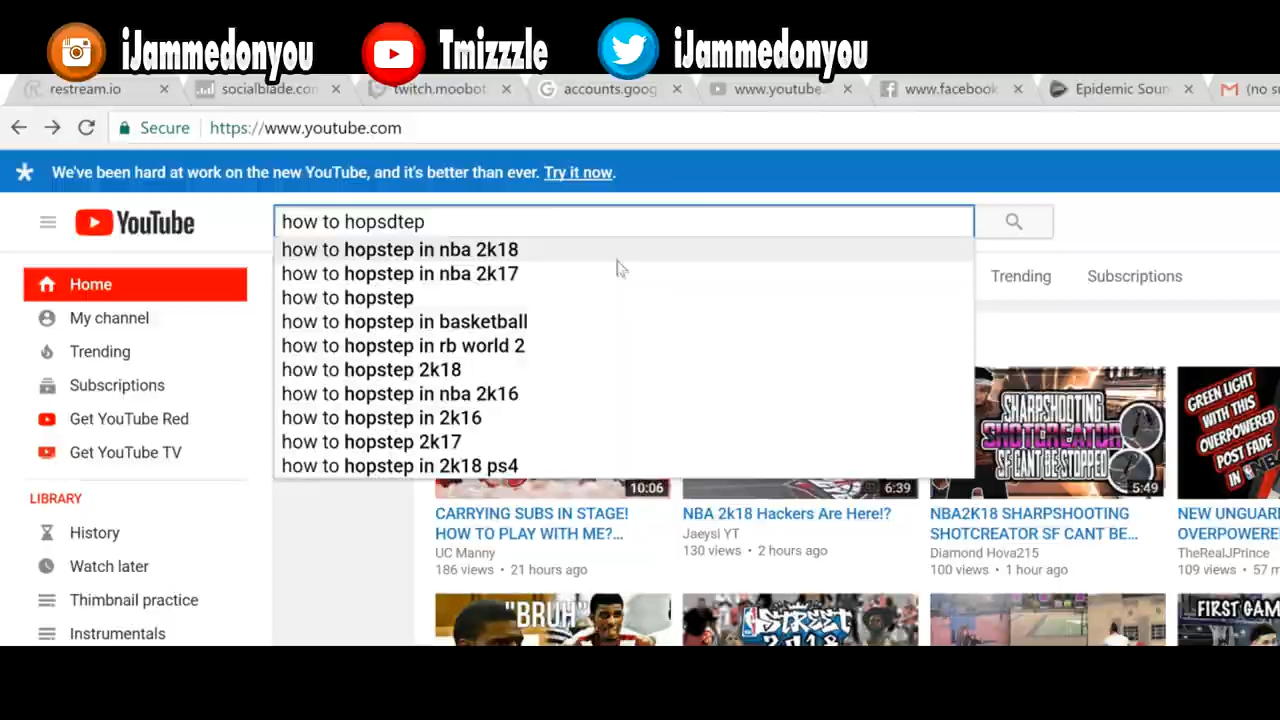 iJammedonyou
Tmizzzle
iJammedonyou
restream.io
socialblade.con
twitch.moobot
accounts.goog
www.youtube.
www.facebook
Epidemic Soun
(no su
Secure
https://www.youtube.com
We've been hard at work on the new YouTube, and it's better than ever. Try it now.
YouTube
how to hopsdtep
how to hopstep in nba 2k18
how to hopstep in nba 2k17
how to hopstep
how to hopstep in basketball
how to hopstep in rb world 2
how to hopstep 2k18
how to hopstep in nba 2k16
how to hopstep in 2k16
how to hopstep 2k17
how to hopstep in 2k18 ps4
Trending
Subscriptions
Home
My channel
Trending
Subscriptions
Get YouTube Red
Get YouTube TV
LIBRARY
History
Watch later
Thimbnail practice
Instrumentals
SHARPSHOOTING
SHOTCREATOR
SF CANT BE STOPPED
GREEN LIGHT
WITH THIS
OVERPOWERED
POST FADE
IN
10:06
6:39
5:49
CARRYING SUBS IN STAGE!
HOW TO PLAY WITH ME?...
UC Manny
186 views • 21 hours ago
NBA 2k18 Hackers Are Here!?
Jaeysi YT
130 views • 2 hours ago
NBA2K18 SHARPSHOOTING
SHOTCREATOR SF CANT BE...
Diamond Hova215
100 views • 1 hour ago
NEW UNGUAR
OVERPOWERE
TheRealJPrince
109 views • 57 m
"BRUH"
STREET
2K18
FIRST GAM